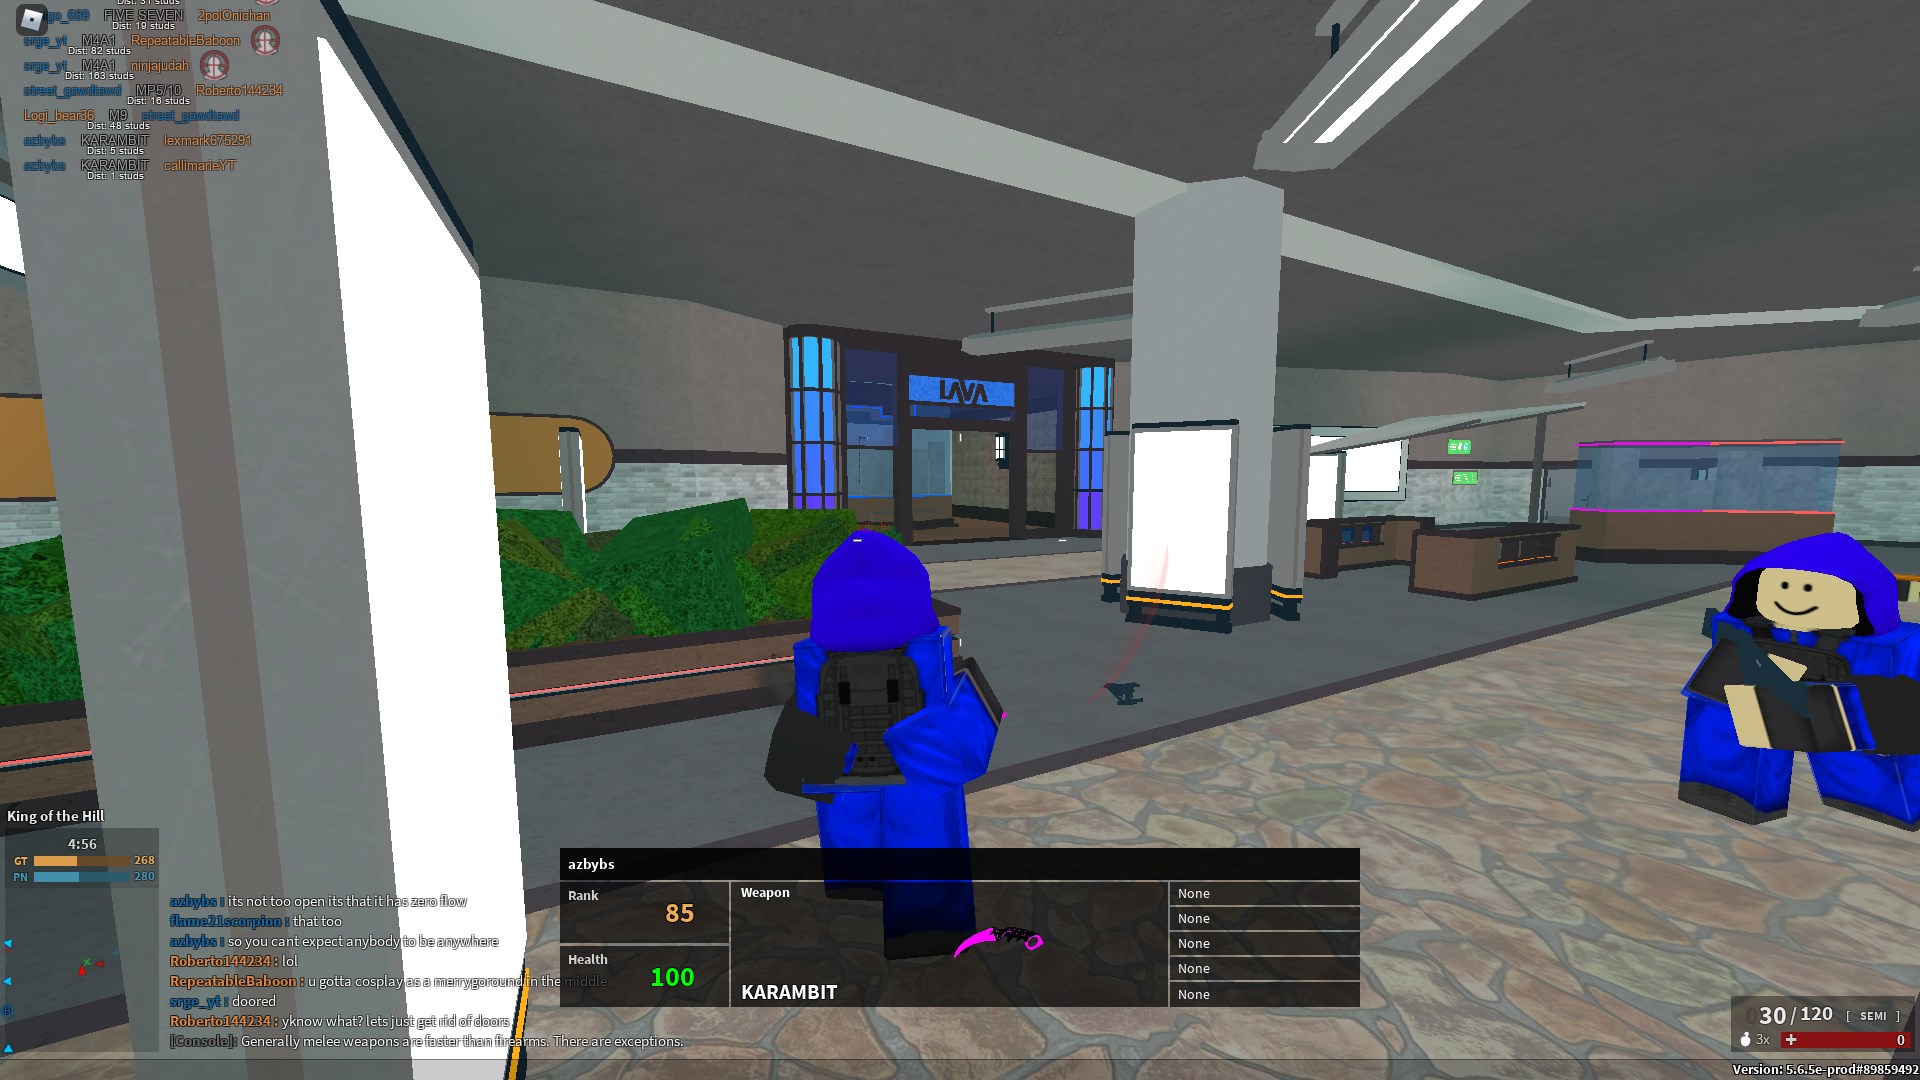 Dist: 31 studs
FIVE SEVEN 2poiOnichan
Dist: 19 studs
srge_yt M4A1 RepeatableBaboon
Dist: 82 studs
srge_yt M4A1 ninjajudah
Dist: 163 studs
street_gawdtawd MP5/10 Roberto144234
Dist: 16 studs
Logi_bear36 M9 street_gawdtawd
Dist: 48 studs
azbybs KARAMBIT lexmark675291
Dist: 5 studs
azbybs KARAMBIT callimarieYT
Dist: 1 studs
LAVA
King of the Hill
4:56
GT 268
PN 280
azbybs : its not too open its that it has zero flow
flame21scorpion : that too
azbybs : so you cant expect anybody to be anywhere
Roberto144234 : lol
RepeatableBaboon : u gotta cosplay as a merrygoround in the middle
srge_yt : doored
Roberto144234 : yknow what? lets just get rid of doors
[Console]: Generally melee weapons are faster than firearms. There are exceptions.
azbybs
Rank
85
Health
100
Weapon
KARAMBIT
None
None
None
None
None
30 / 120 [ SEMI ]
3x 0
Version: 5.6.5e-prod#89859492